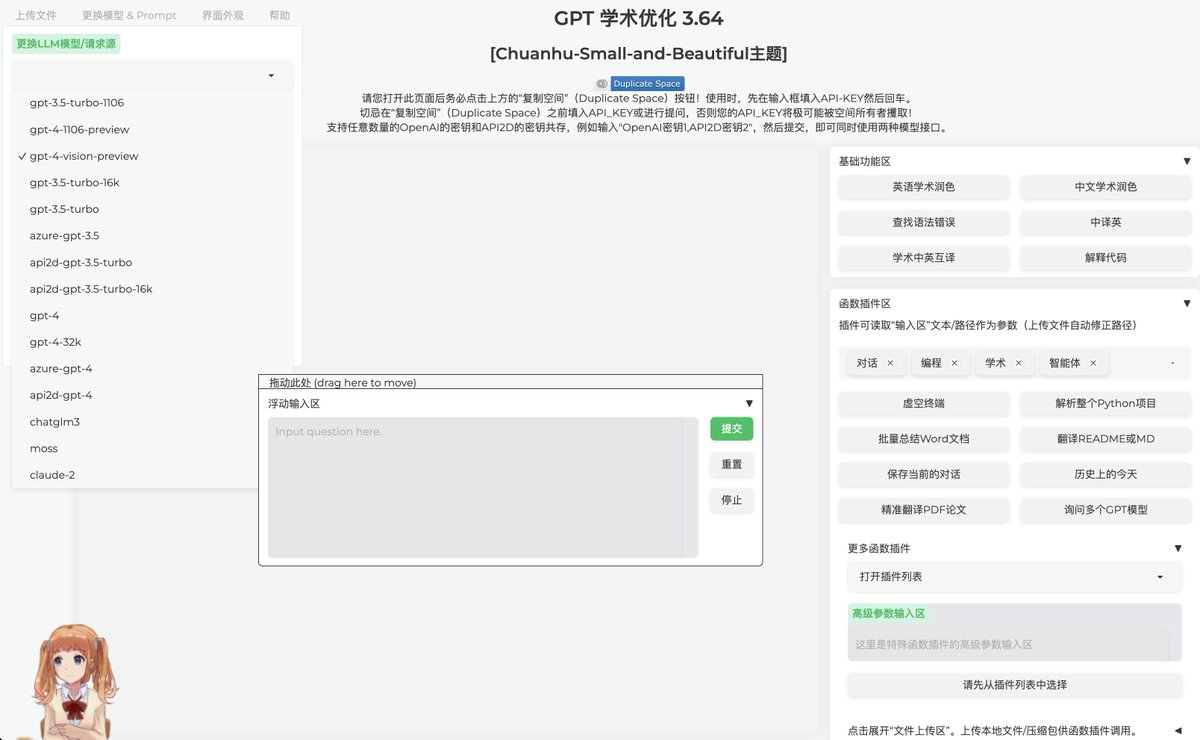 上传文件 更换模型 & Prompt 界面外观 帮助
更换LLM模型/请求源
gpt-3.5-turbo-1106
gpt-4-1106-preview
✓ gpt-4-vision-preview
gpt-3.5-turbo-16k
gpt-3.5-turbo
azure-gpt-3.5
api2d-gpt-3.5-turbo
api2d-gpt-3.5-turbo-16k
gpt-4
gpt-4-32k
azure-gpt-4
api2d-gpt-4
chatglm3
moss
claude-2
GPT 学术优化 3.64
[Chuanhu-Small-and-Beautiful主题]
Duplicate Space
请您打开此页面后务必点击上方的“复制空间”（Duplicate Space）按钮！使用时，先在输入框填入API-KEY然后回车。
切忌在“复制空间”（Duplicate Space）之前填入API_KEY或进行提问，否则您的API_KEY将极可能被空间所有者攫取！
支持任意数量的OpenAI的密钥和API2D的密钥共存，例如输入"OpenAI密钥1,API2D密钥2"，然后提交，即可同时使用两种模型接口。
拖动此处 (drag here to move)
浮动输入区
Input question here.
提交
重置
停止
基础功能区
英语学术润色 中文学术润色
查找语法错误 中译英
学术中英互译 解释代码
函数插件区
插件可读取“输入区”文本/路径作为参数（上传文件自动修正路径）
对话 × 编程 × 学术 × 智能体 ×
虚空终端 解析整个Python项目
批量总结Word文档 翻译README或MD
保存当前的对话 历史上的今天
精准翻译PDF论文 询问多个GPT模型
更多函数插件
打开插件列表
高级参数输入区
这里是特殊函数插件的高级参数输入区
请先从插件列表中选择
点击展开“文件上传区”。上传本地文件/压缩包供函数插件调用。